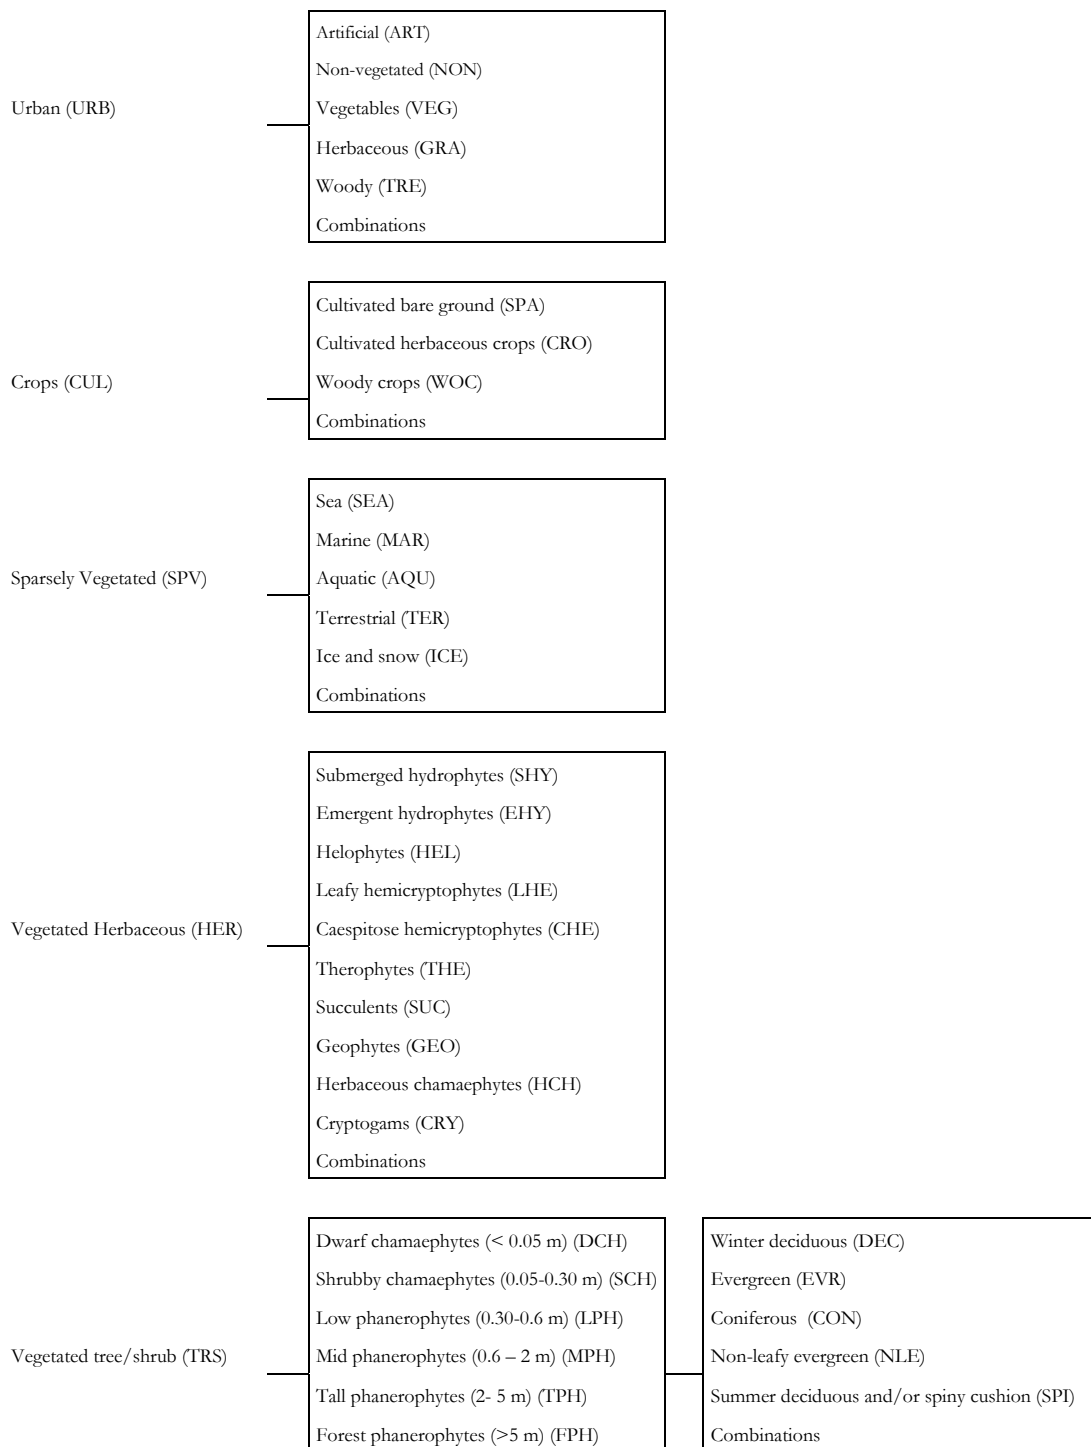 Urban (URB)
Artificial (ART)
Non-vegetated (NON)
Vegetables (VEG)
Herbaceous (GRA)
Woody (TRE)
Combinations
Crops (CUL)
Cultivated bare ground (SPA)
Cultivated herbaceous crops (CRO)
Woody crops (WOC)
Combinations
Sparsely Vegetated (SPV)
Sea (SEA)
Marine (MAR)
Aquatic (AQU)
Terrestrial (TER)
Ice and snow (ICE)
Combinations
Vegetated Herbaceous (HER)
Submerged hydrophytes (SHY)
Emergent hydrophytes (EHY)
Helophytes (HEL)
Leafy hemicryptophytes (LHE)
Caespitose hemicryptophytes (CHE)
Therophytes (THE)
Succulents (SUC)
Geophytes (GEO)
Herbaceous chamaephytes (HCH)
Cryptogams (CRY)
Combinations
Vegetated tree/shrub (TRS)
Dwarf chamaephytes (< 0.05 m) (DCH)
Shrubby chamaephytes (0.05-0.30 m) (SCH)
Low phanerophytes (0.30-0.6 m) (LPH)
Mid phanerophytes (0.6 – 2 m) (MPH)
Tall phanerophytes (2- 5 m) (TPH)
Forest phanerophytes (>5 m) (FPH)
Winter deciduous (DEC)
Evergreen (EVR)
Coniferous (CON)
Non-leafy evergreen (NLE)
Summer deciduous and/or spiny cushion (SPI)
Combinations